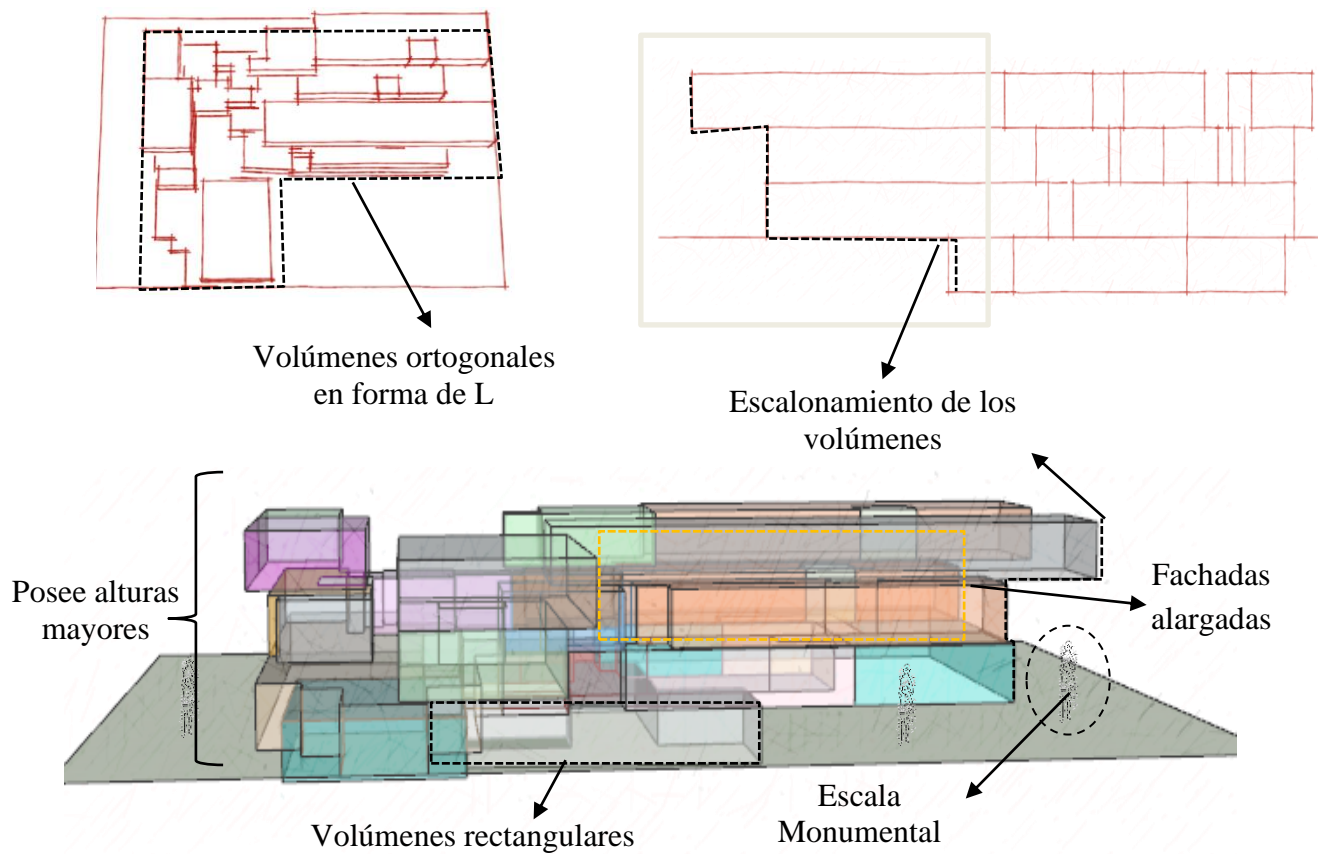 Volúmenes ortogonales
en forma de L
Escalonamiento de los
volúmenes
Posee alturas
mayores
Fachadas
alargadas
Escala
Monumental
Volúmenes rectangulares